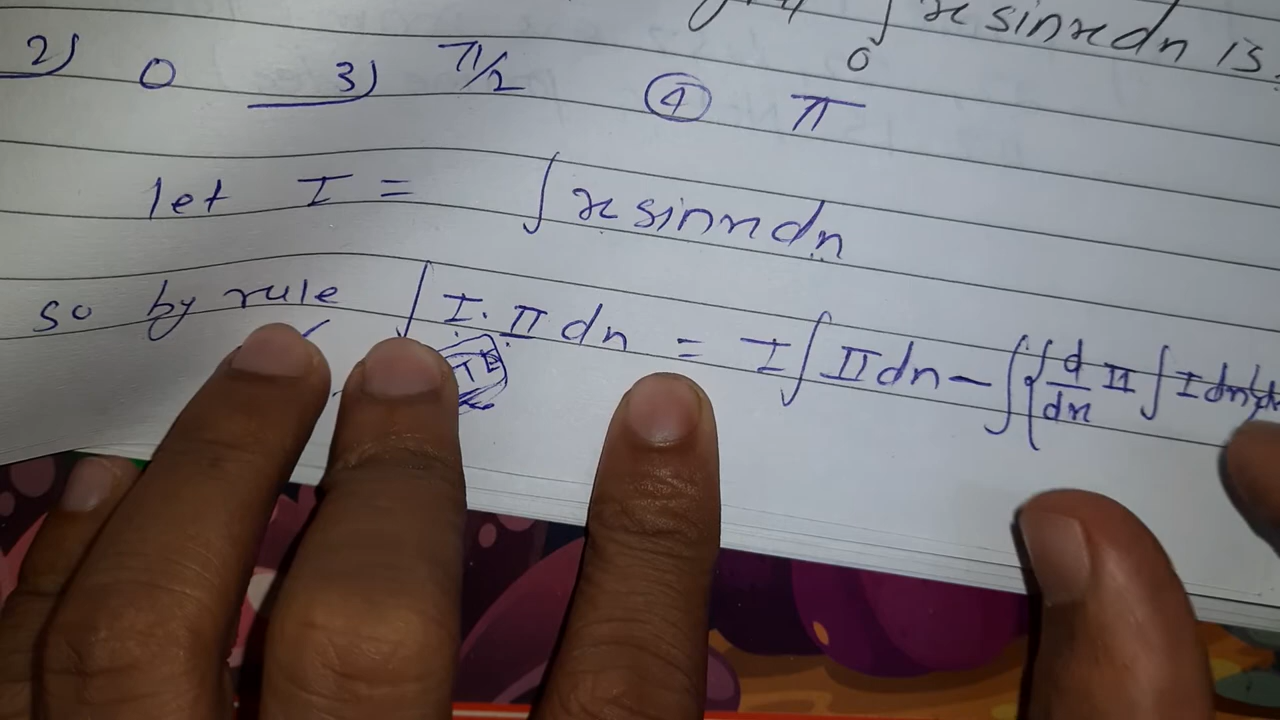 ∫₀ x sinx dx is
2) 0 3) π/2 ④ π
let I = ∫ x sinx dx
so by rule ∫ I. II dx = I ∫ II dx - ∫ { d/dx II ∫ I dx } dx